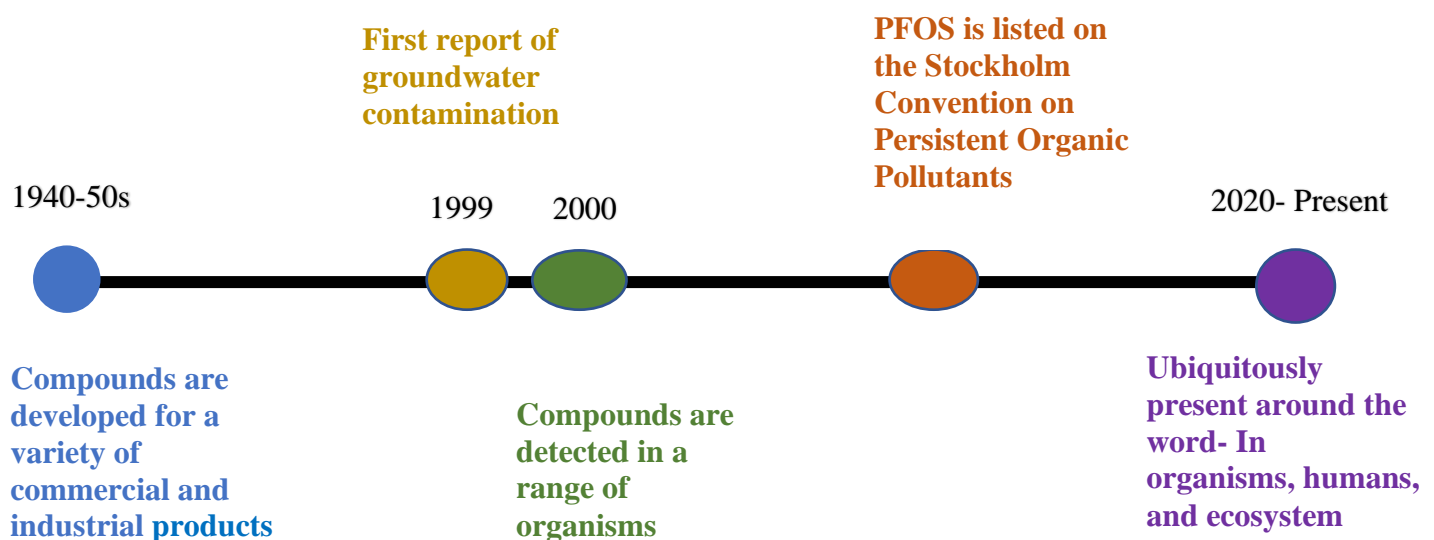 First report of
groundwater
contamination
PFOS is listed on
the Stockholm
Convention on
Persistent Organic
Pollutants
1940-50s
1999
2000
2020- Present
Compounds are
developed for a
variety of
commercial and
industrial products
Compounds are
detected in a
range of
organisms
Ubiquitously
present around the
word- In
organisms, humans,
and ecosystem